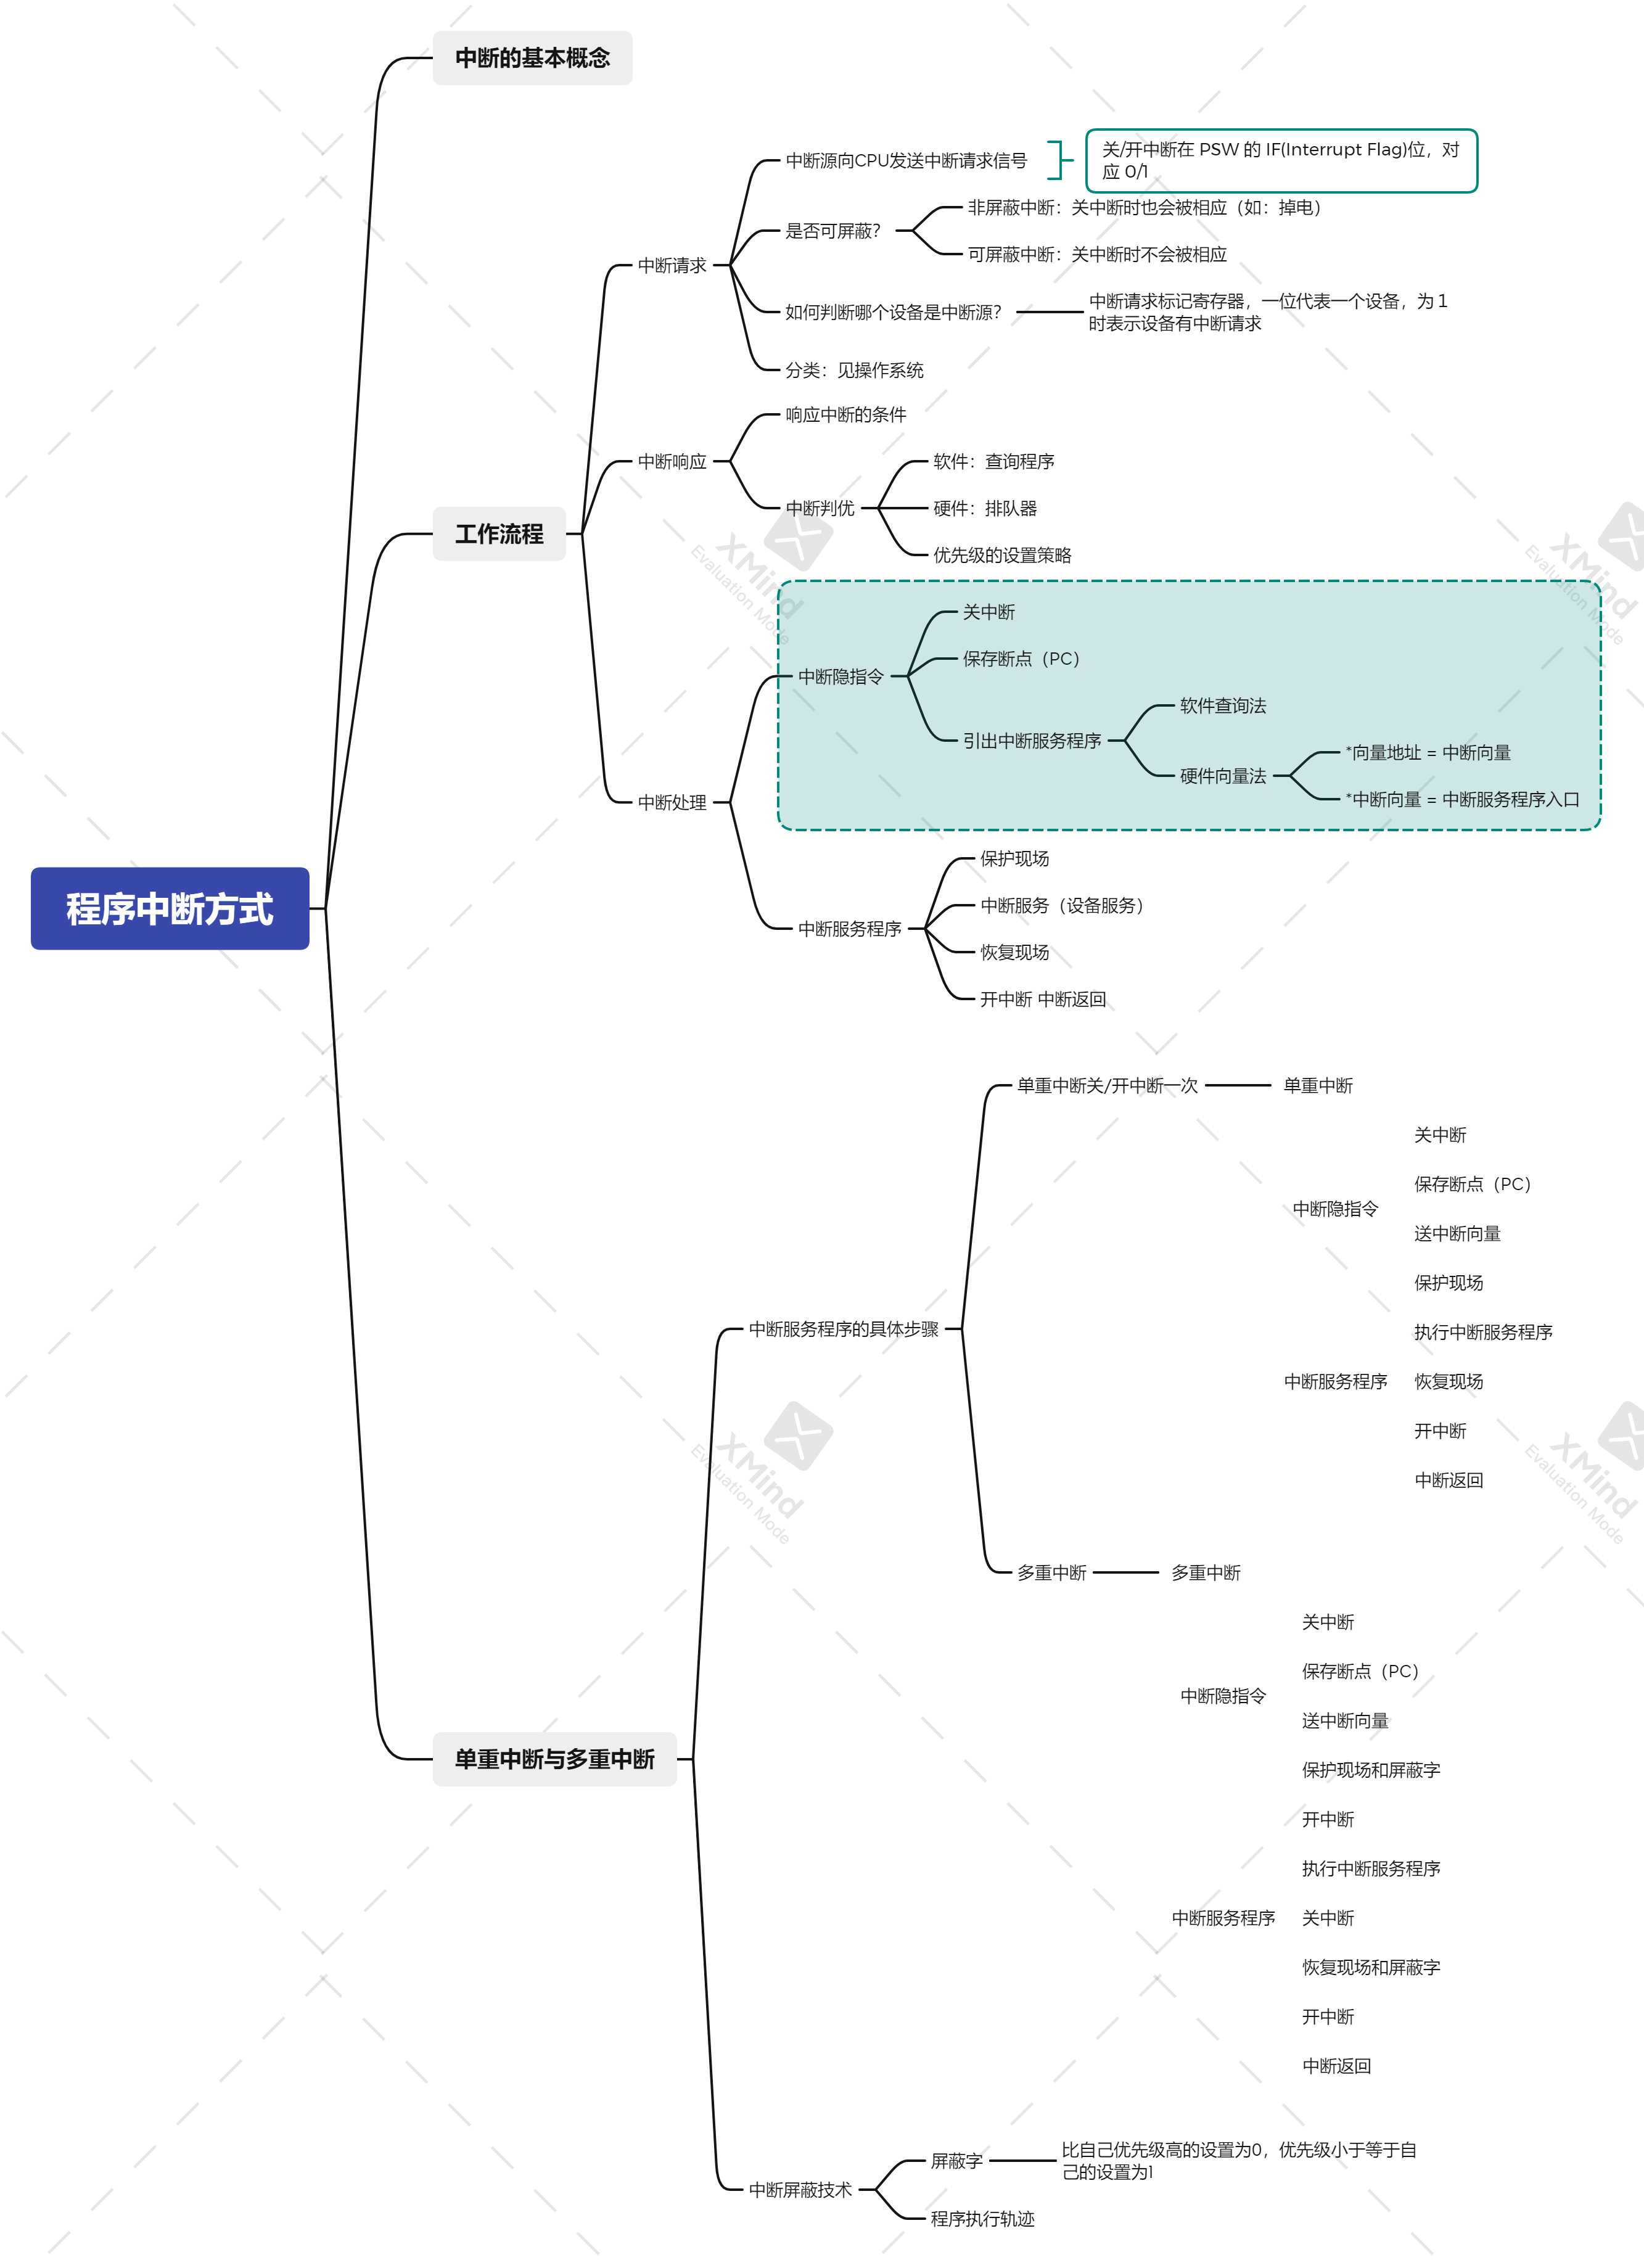 中断的基本概念
中断源向CPU发送中断请求信号
关/开中断在 PSW 的 IF(Interrupt Flag)位，对
应 0/1
是否可屏蔽？
非屏蔽中断：关中断时也会被相应（如：掉电）
可屏蔽中断：关中断时不会被相应
中断请求
如何判断哪个设备是中断源？
中断请求标记寄存器，一位代表一个设备，为 1
时表示设备有中断请求
分类：见操作系统
响应中断的条件
中断响应
中断判优
软件：查询程序
硬件：排队器
优先级的设置策略
工作流程
关中断
保存断点（PC）
中断隐指令
引出中断服务程序
软件查询法
硬件向量法
*向量地址 = 中断向量
*中断向量 = 中断服务程序入口
中断处理
保护现场
中断服务（设备服务）
中断服务程序
恢复现场
开中断 中断返回
程序中断方式
单重中断关/开中断一次
单重中断
关中断
保存断点（PC）
中断隐指令
送中断向量
保护现场
中断服务程序的具体步骤
执行中断服务程序
中断服务程序
恢复现场
开中断
中断返回
多重中断
多重中断
关中断
保存断点（PC）
中断隐指令
送中断向量
单重中断与多重中断
保护现场和屏蔽字
开中断
执行中断服务程序
中断服务程序
关中断
恢复现场和屏蔽字
开中断
中断返回
中断屏蔽技术
屏蔽字
比自己优先级高的设置为0，优先级小于等于自
己的设置为1
程序执行轨迹
XMind
Evaluation Mode
XMind
Evaluation Mode
XMind
Evaluation Mode
XMind
Evaluation Mode